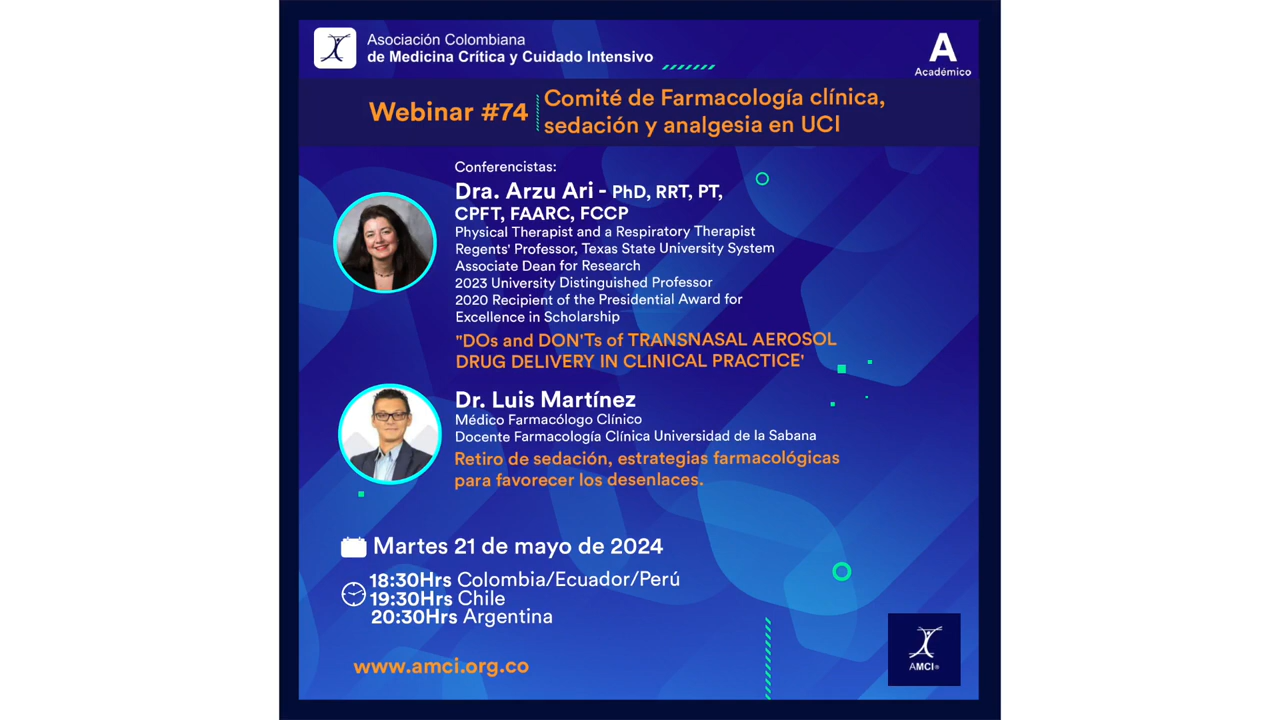 Asociación Colombiana
de Medicina Crítica y Cuidado Intensivo
A
Académico
Webinar #74
Comité de Farmacología clínica,
sedación y analgesia en UCI
Conferencistas:
Dra. Arzu Ari - PhD, RRT, PT,
CPFT, FAARC, FCCP
Physical Therapist and a Respiratory Therapist
Regents' Professor, Texas State University System
Associate Dean for Research
2023 University Distinguished Professor
2020 Recipient of the Presidential Award for
Excellence in Scholarship
"DOs and DON'Ts of TRANSNASAL AEROSOL
DRUG DELIVERY IN CLINICAL PRACTICE'
Dr. Luis Martínez
Médico Farmacólogo Clínico
Docente Farmacología Clínica Universidad de la Sabana
Retiro de sedación, estrategias farmacológicas
para favorecer los desenlaces.
Martes 21 de mayo de 2024
18:30Hrs Colombia/Ecuador/Perú
19:30Hrs Chile
20:30Hrs Argentina
www.amci.org.co
AMCI®